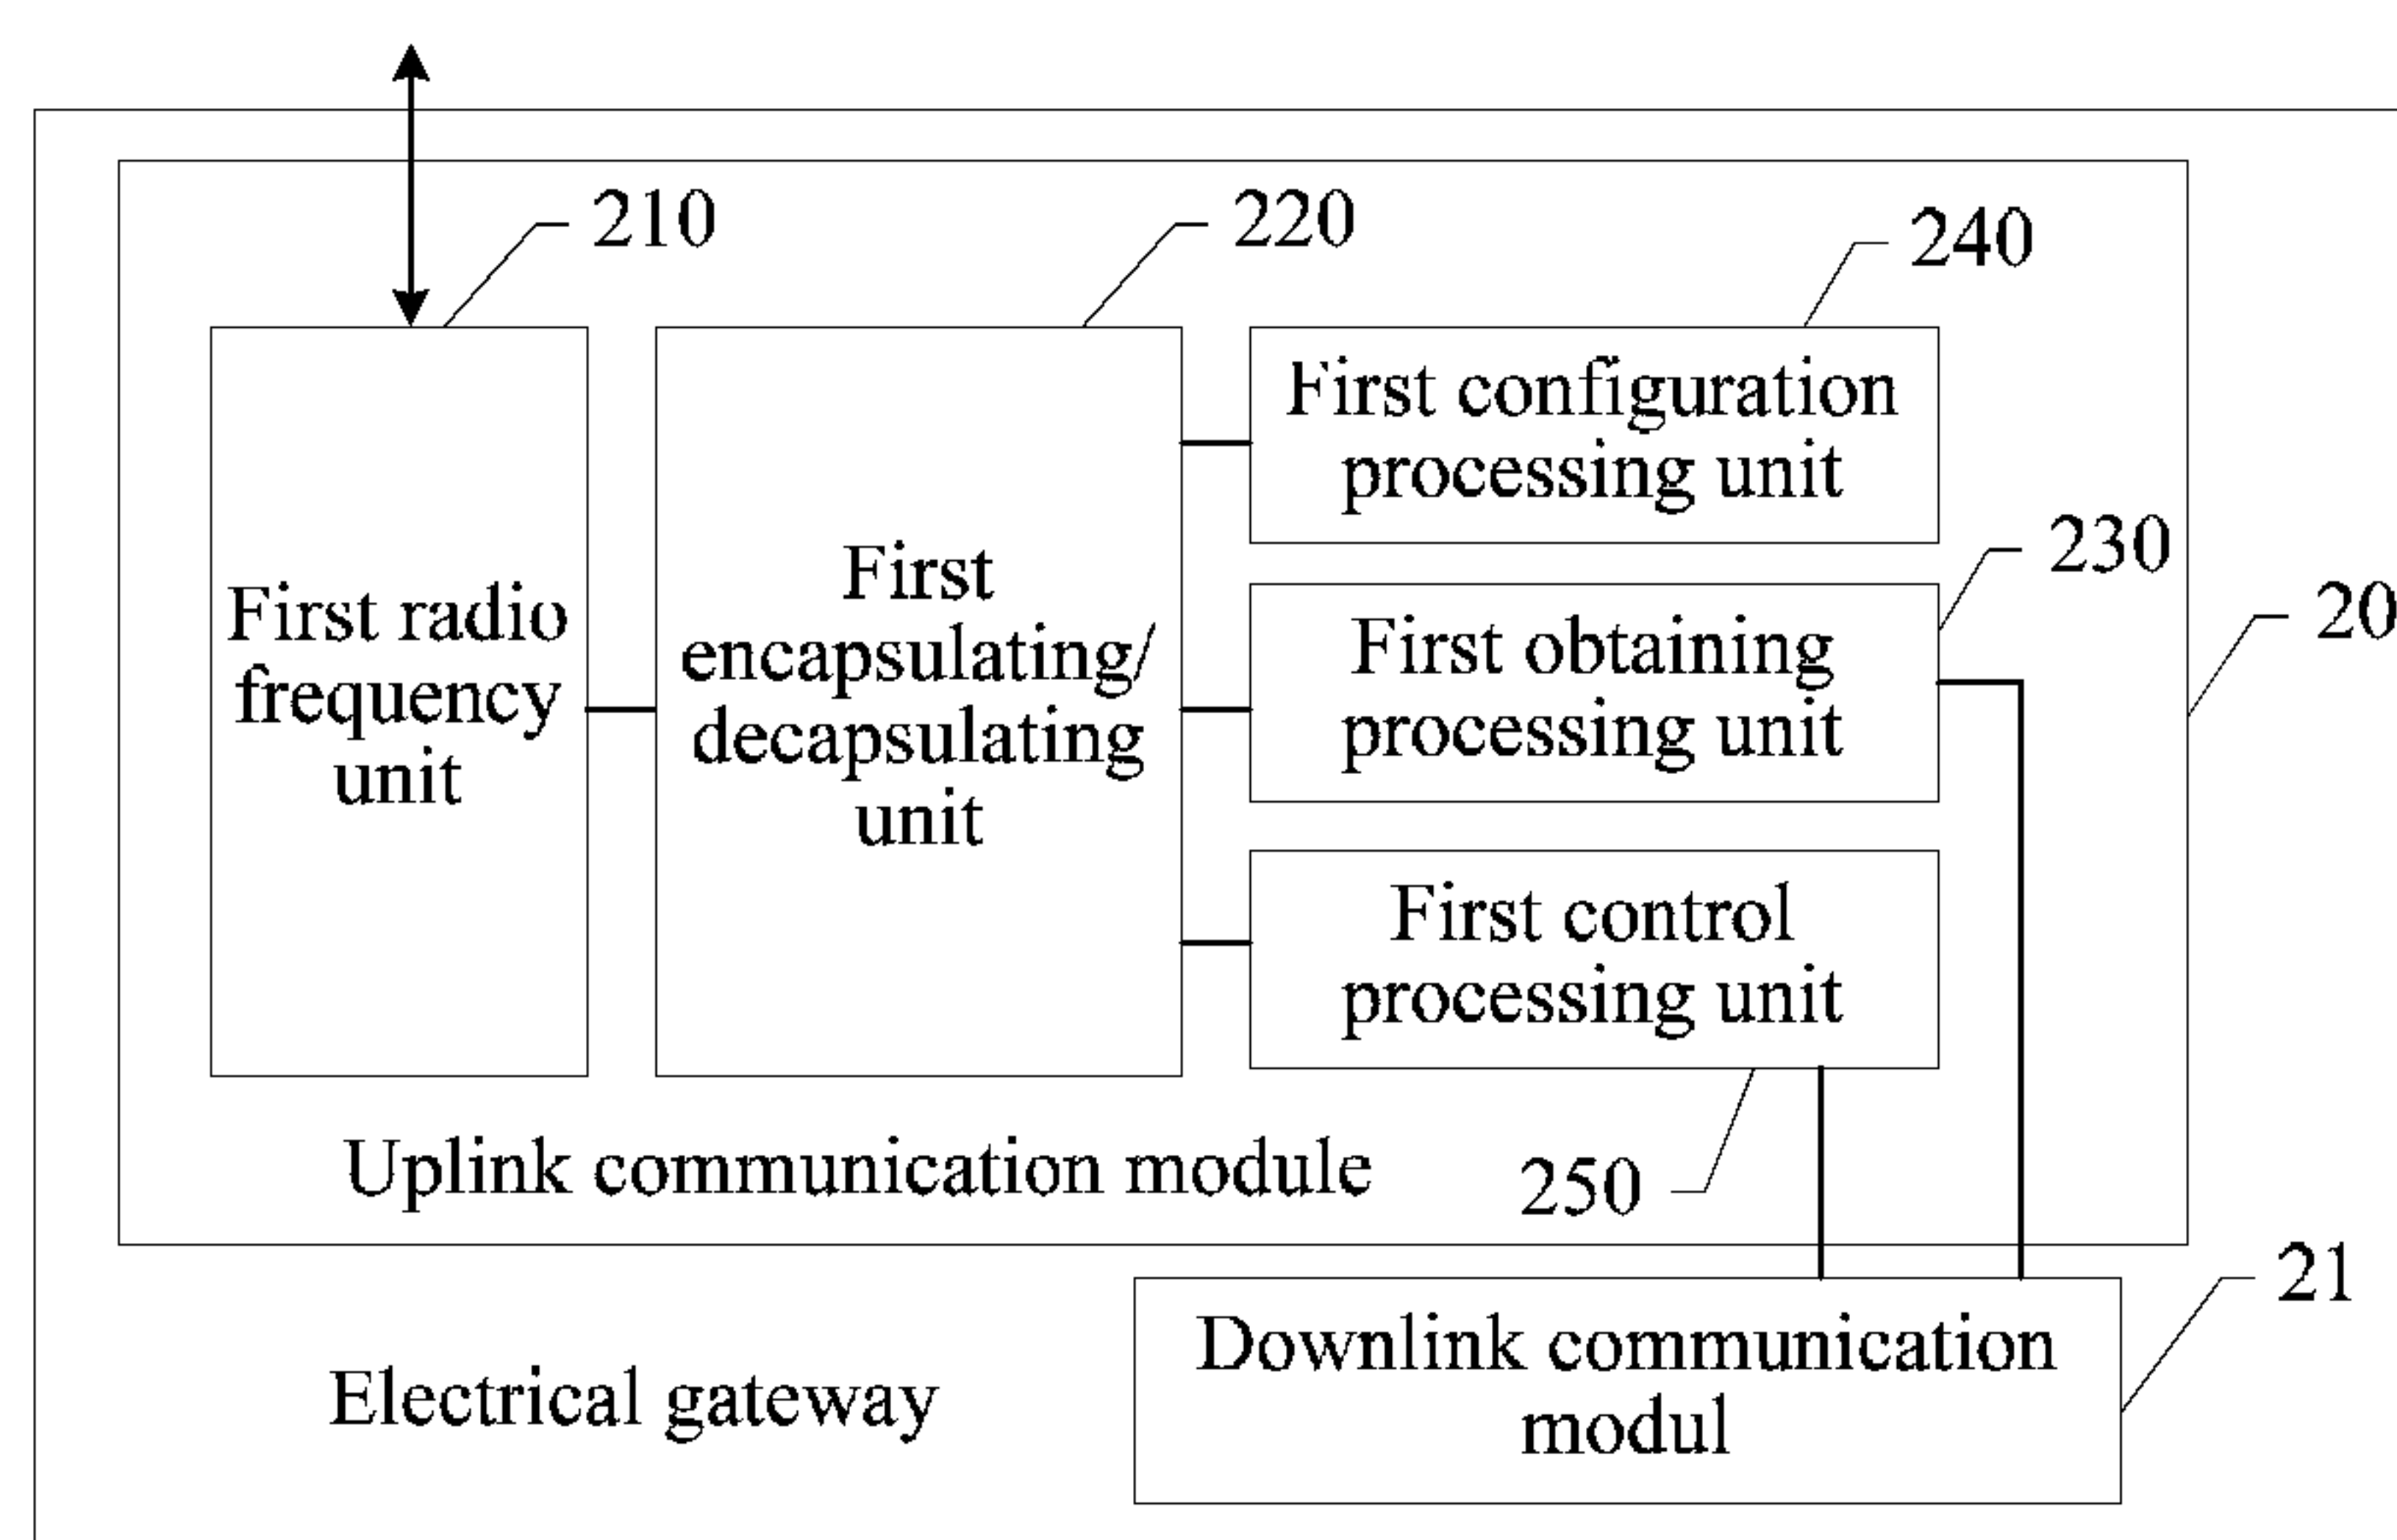 210
220
240
First configuration
processing unit
230
First obtaining
processing unit
20
First radio
frequency
unit
First
encapsulating/
decapsulating
unit
First control
processing unit
250
Uplink communication module
21
Downlink communication
modul
Electrical gateway